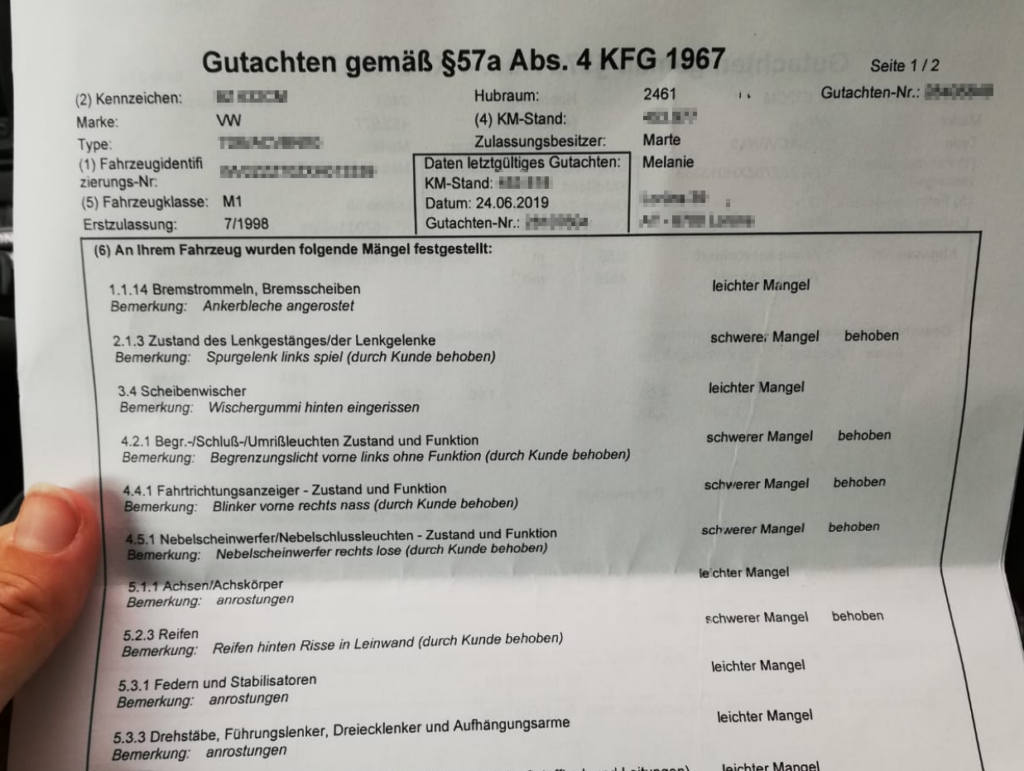 Gutachten gemäß §57a Abs. 4 KFG 1967
Seite 1 / 2
(2) Kennzeichen:
Hubraum: 2461
Gutachten-Nr.:
Marke: VW
(4) KM-Stand:
Type:
Zulassungsbesitzer: Marte
(1) Fahrzeugidentifi
zierungs-Nr:
Daten letztgültiges Gutachten:
Melanie
KM-Stand:
(5) Fahrzeugklasse: M1
Datum: 24.06.2019
Erstzulassung: 7/1998
Gutachten-Nr.:
(6) An Ihrem Fahrzeug wurden folgende Mängel festgestellt:
1.1.14 Bremstrommeln, Bremsscheiben leichter Mangel
Bemerkung: Ankerbleche angerostet
2.1.3 Zustand des Lenkgestänges/der Lenkgelenke schwerer Mangel behoben
Bemerkung: Spurgelenk links spiel (durch Kunde behoben)
3.4 Scheibenwischer leichter Mangel
Bemerkung: Wischergummi hinten eingerissen
4.2.1 Begr.-/Schluß-/Umrißleuchten Zustand und Funktion schwerer Mangel behoben
Bemerkung: Begrenzungslicht vorne links ohne Funktion (durch Kunde behoben)
4.4.1 Fahrtrichtungsanzeiger - Zustand und Funktion schwerer Mangel behoben
Bemerkung: Blinker vorne rechts nass (durch Kunde behoben)
4.5.1 Nebelscheinwerfer/Nebelschlussleuchten - Zustand und Funktion schwerer Mangel behoben
Bemerkung: Nebelscheinwerfer rechts lose (durch Kunde behoben)
5.1.1 Achsen/Achskörper leichter Mangel
Bemerkung: anrostungen
5.2.3 Reifen schwerer Mangel behoben
Bemerkung: Reifen hinten Risse in Leinwand (durch Kunde behoben)
5.3.1 Federn und Stabilisatoren leichter Mangel
Bemerkung: anrostungen
5.3.3 Drehstäbe, Führungslenker, Dreiecklenker und Aufhängungsarme leichter Mangel
Bemerkung: anrostungen
leichter Mangel